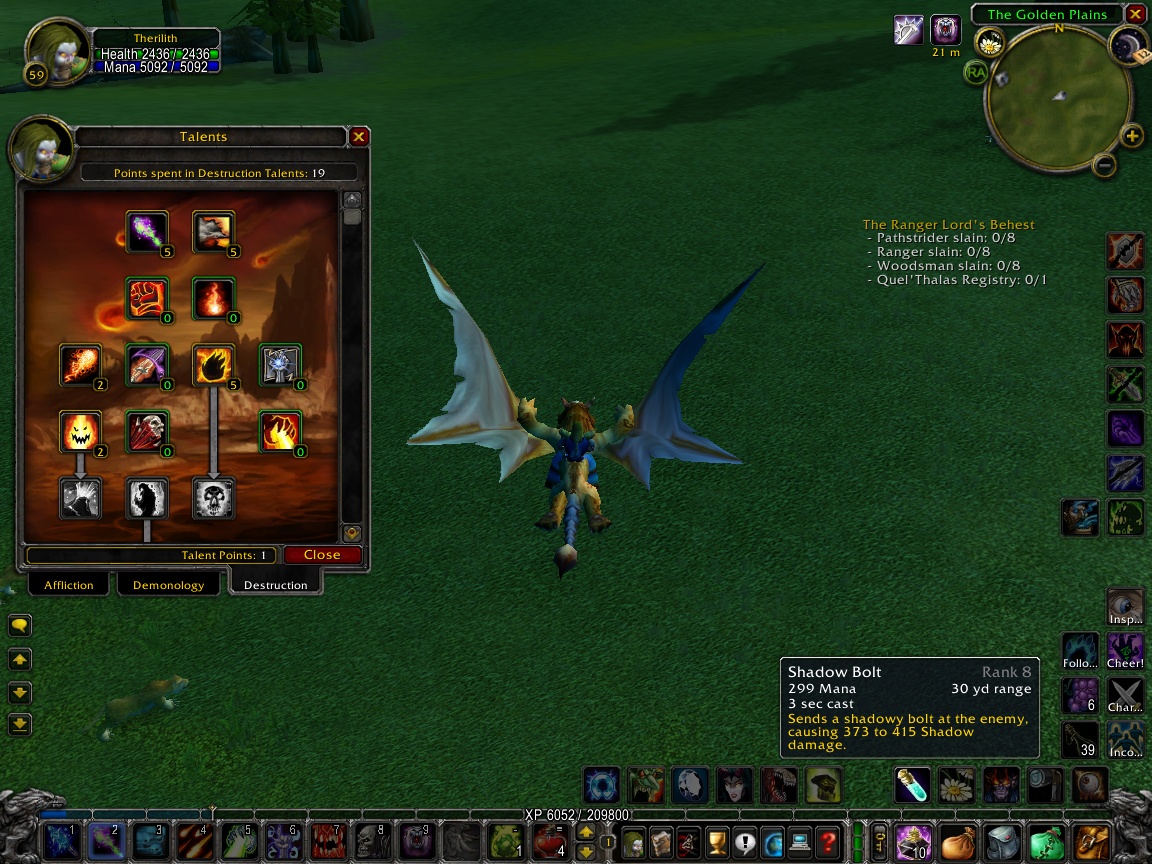 The Golden Plains
Therilith
Health 2436 / 2436
Mana 5092 / 5092
59
21 m
N
RA
Talents
Points spent in Destruction Talents: 19
5
5
0
0
2
0
5
0
2
0
0
Talent Points: 1
Close
Affliction
Demonology
Destruction
The Ranger Lord's Behest
- Pathstrider slain: 0/8
- Ranger slain: 0/8
- Woodsman slain: 0/8
- Quel'Thalas Registry: 0/1
Insp...
Follo...
Cheer!
6
Char...
39
Inco...
Shadow Bolt
Rank 8
299 Mana
30 yd range
3 sec cast
Sends a shadowy bolt at the enemy,
causing 373 to 415 Shadow
damage.
XP 6052 / 209800
1
2
3
4
5
6
7
8
9
-
1
=
4
1
10